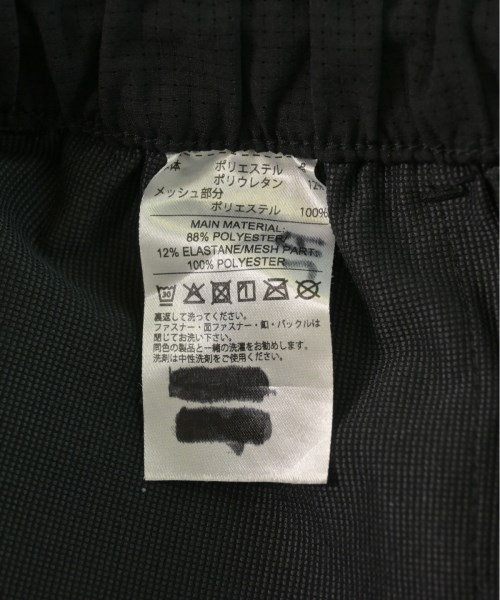 体 ポリエステル
ポリウレタン 12
メッシュ部分
ポリエステル 100%
MAIN MATERIAL:
88% POLYESTER
12% ELASTANE/MESH PARTS
100% POLYESTER
30
裏返して洗ってください。
ファスナー・面ファスナー・釦・バックルは
閉じてお洗い下さい。
同色の製品と一緒の洗濯をお勧めします。
洗剤は中性洗剤をご使用ください。